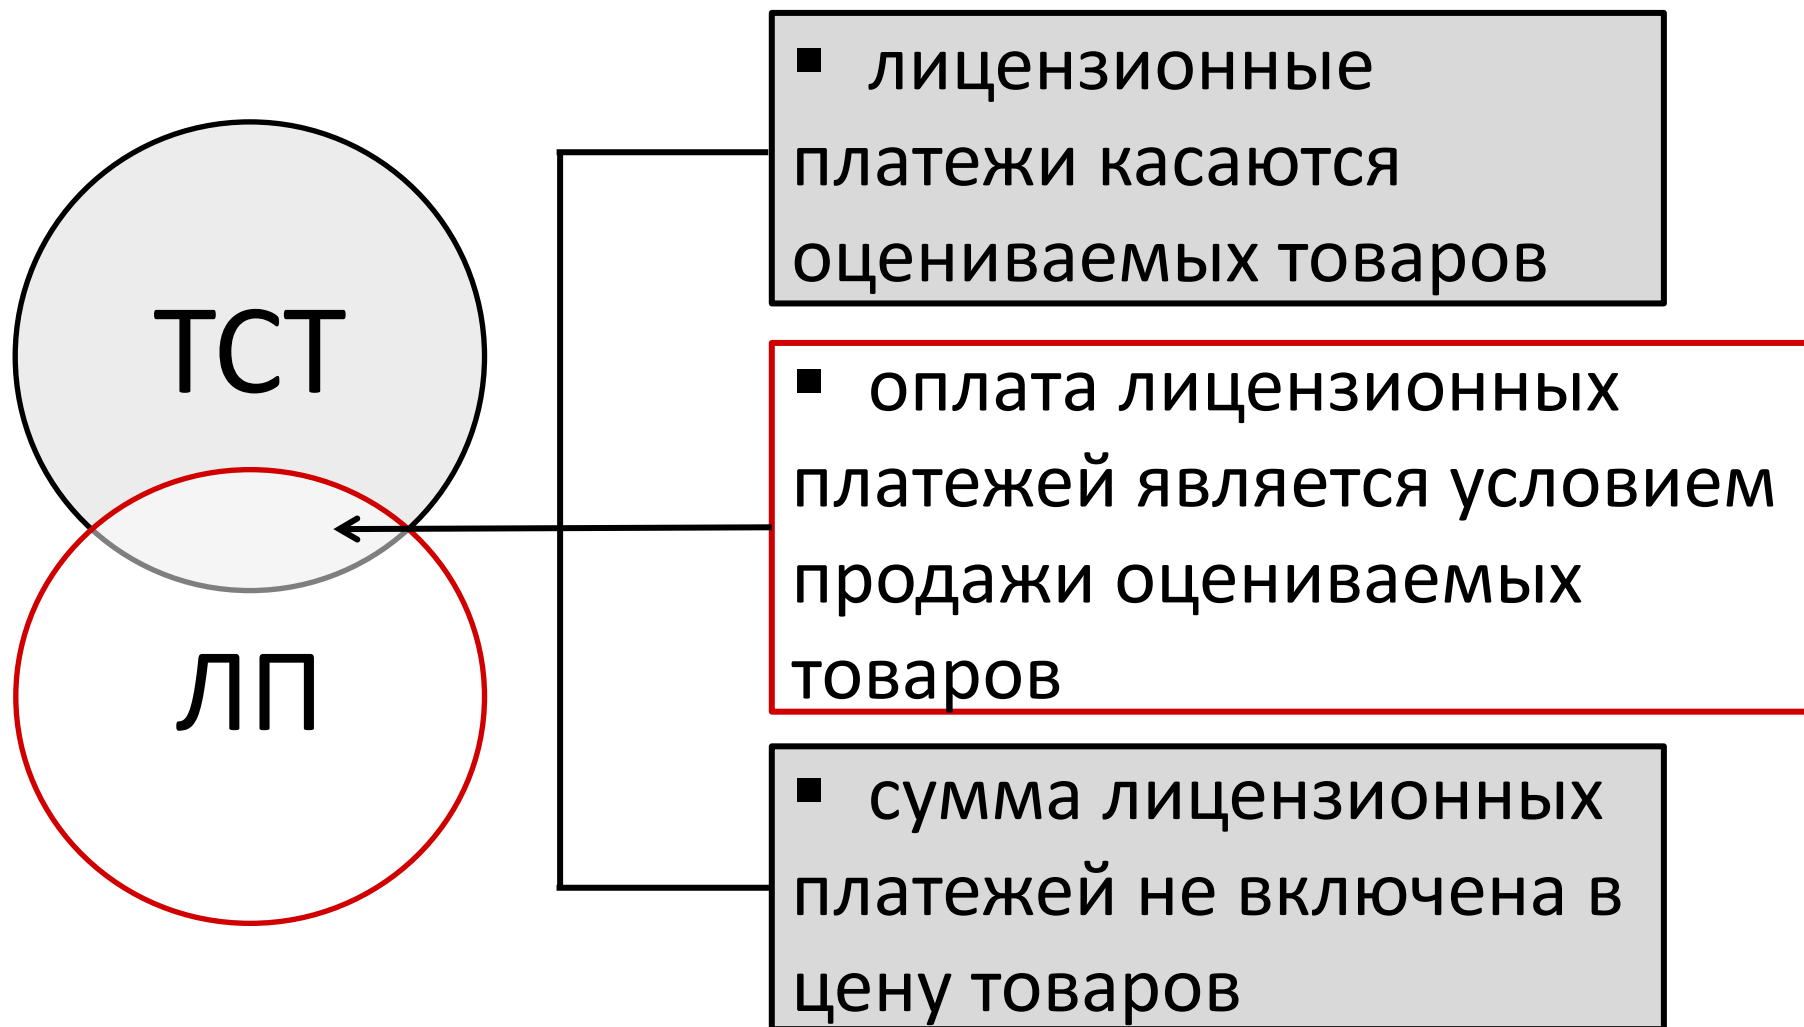 ТСТ
ЛП
▪ лицензионные
платежи касаются
оцениваемых товаров
▪ оплата лицензионных
платежей является условием
продажи оцениваемых
товаров
▪ сумма лицензионных
платежей не включена в
цену товаров